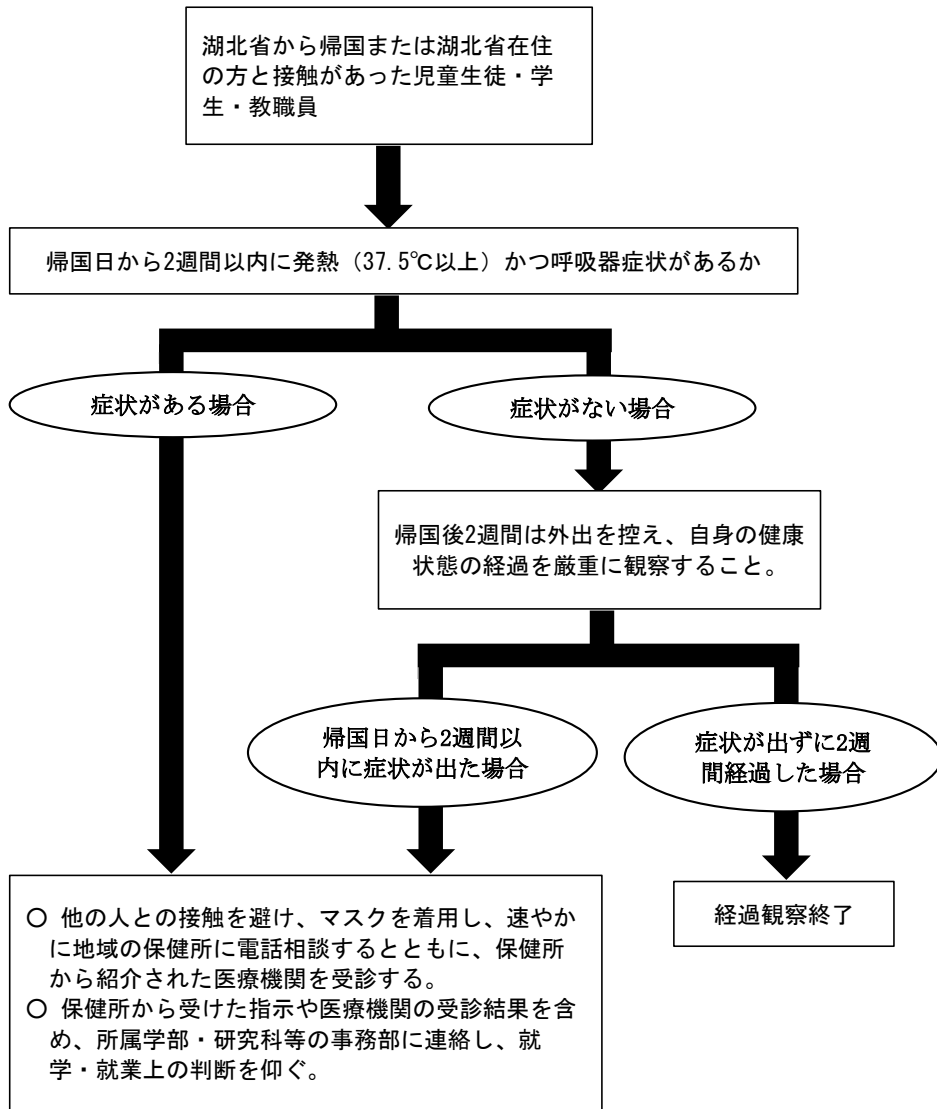 湖北省から帰国または湖北省在住
の方と接触があった児童生徒・学
生・教職員
帰国日から2週間以内に発熱（37.5℃以上）かつ呼吸器症状があるか
症状がある場合
症状がない場合
帰国後2週間は外出を控え、自身の健康
状態の経過を厳重に観察すること。
帰国日から2週間以
内に症状が出た場合
症状が出ずに2週
間経過した場合
○ 他の人との接触を避け、マスクを着用し、速やか
に地域の保健所に電話相談するとともに、保健所
から紹介された医療機関を受診する。
○ 保健所から受けた指示や医療機関の受診結果を含
め、所属学部・研究科等の事務部に連絡し、就
学・就業上の判断を仰ぐ。
経過観察終了